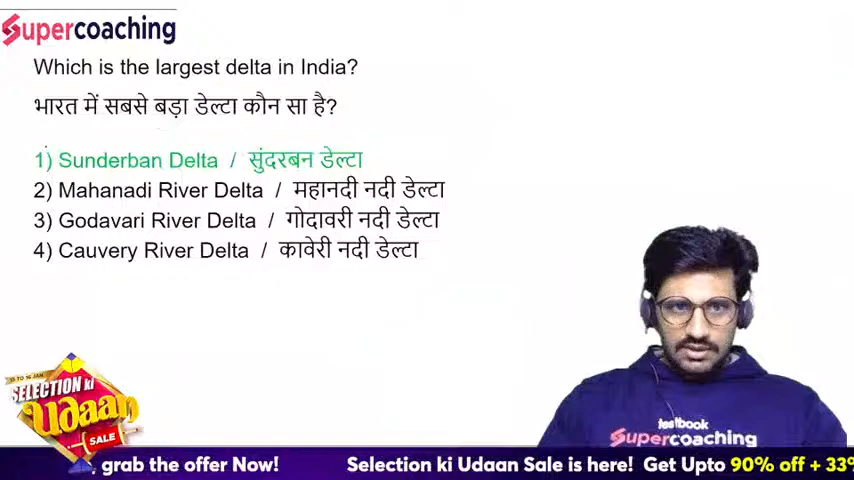 Supercoaching
Which is the largest delta in India?
भारत में सबसे बड़ा डेल्टा कौन सा है?
1) Sunderban Delta / सुंदरबन डेल्टा
2) Mahanadi River Delta / महानदी नदी डेल्टा
3) Godavari River Delta / गोदावरी नदी डेल्टा
4) Cauvery River Delta / कावेरी नदी डेल्टा
SELECTION ki
Udaan
SALE
testbook
Supercoaching
, grab the offer Now! Selection ki Udaan Sale is here! Get Upto 90% off + 33%